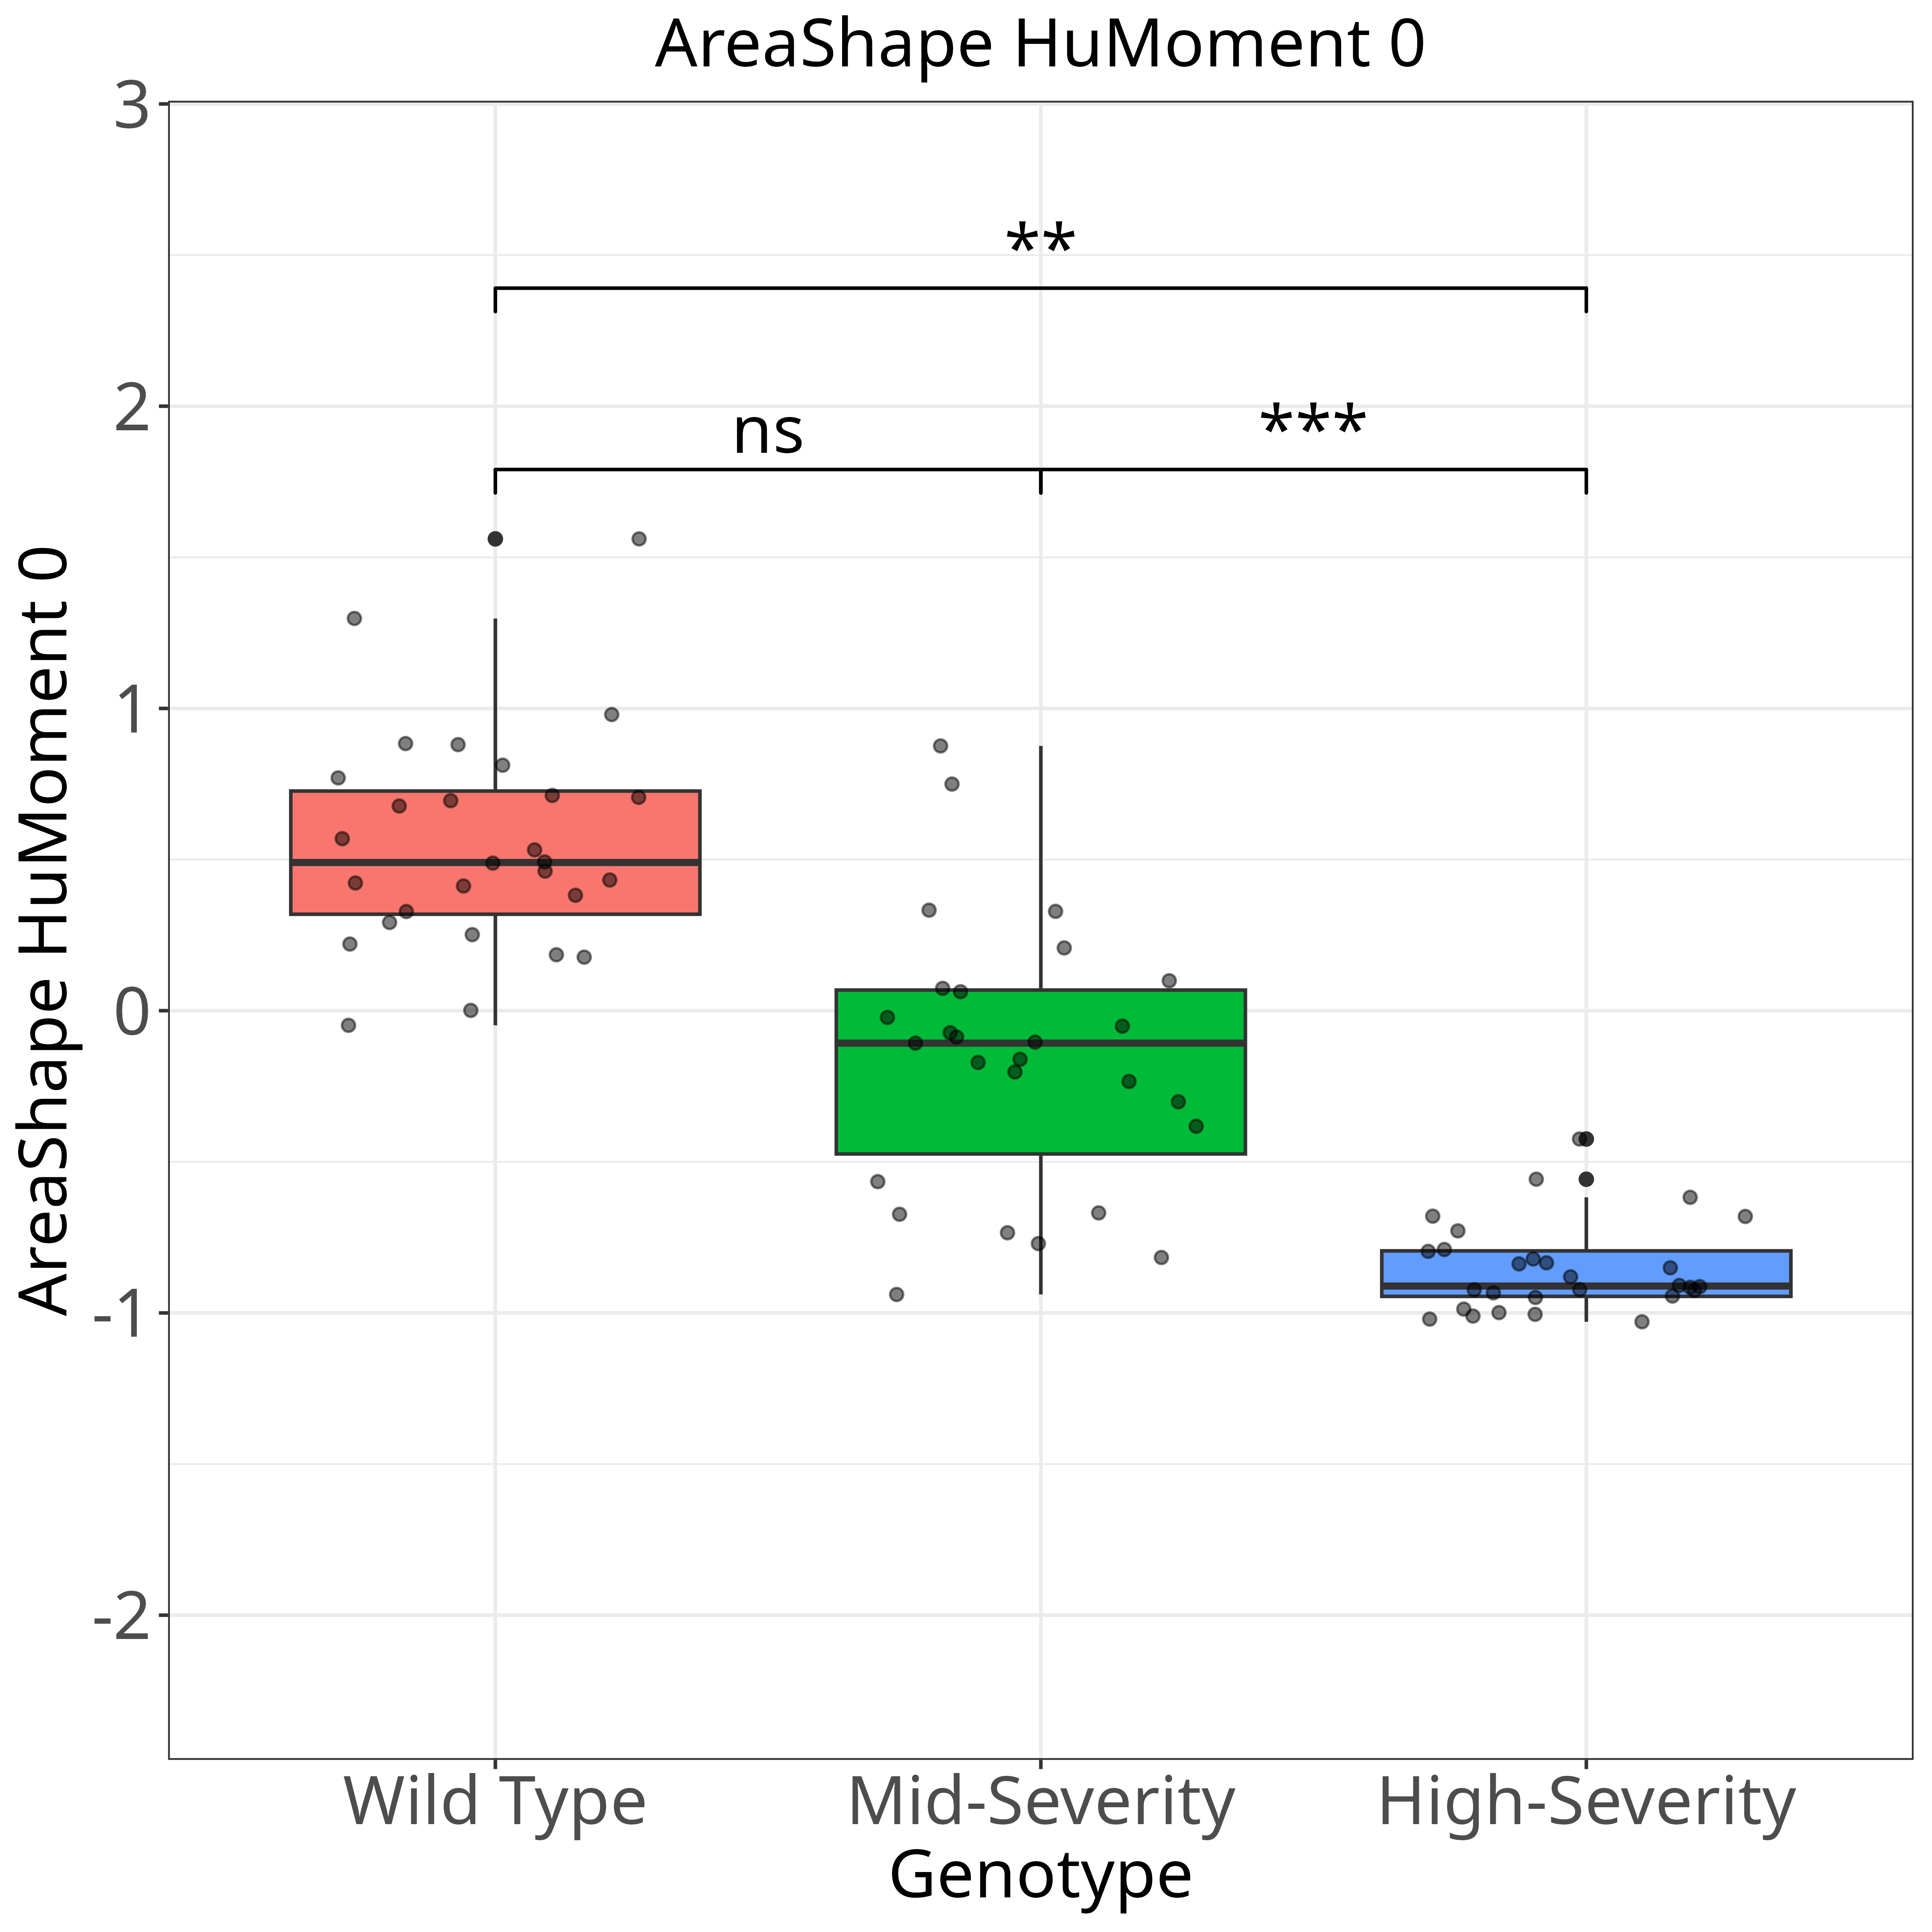 AreaShape HuMoment 0
AreaShape HuMoment 0
3
2
1
0
-1
-2
**
ns
***
Wild Type
Mid-Severity
High-Severity
Genotype